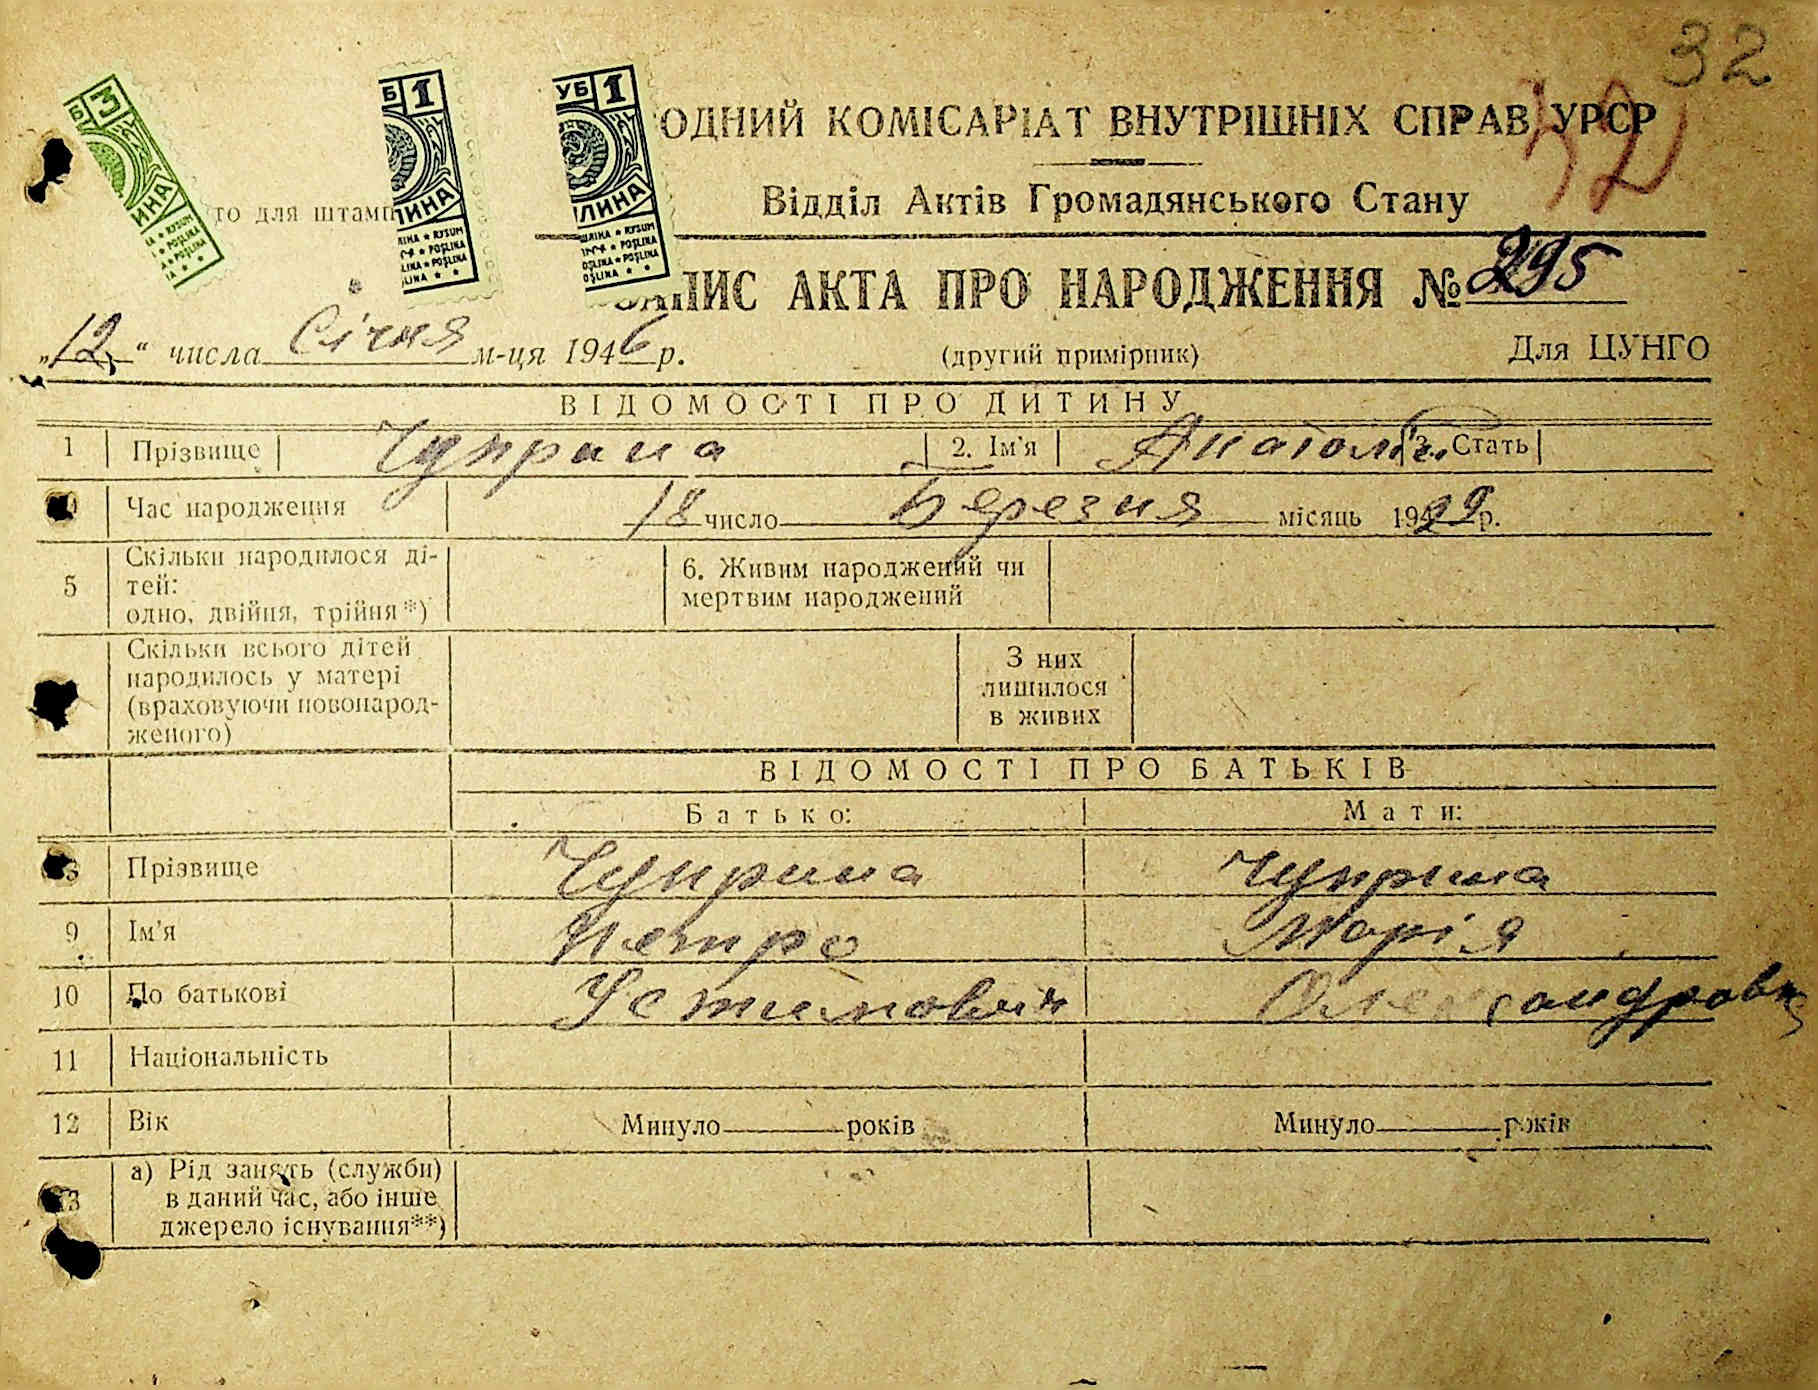 32
32
ОДНИЙ КОМІСАРІАТ ВНУТРІШНІХ СПРАВ УРСР
Відділ Актів Громадянського Стану
то для штамп
ЗАПИС АКТА ПРО НАРОДЖЕННЯ № 295
„12“ числа Січня м-ця 1946 р. (другий примірник) Для ЦУНГО
ВІДОМОСТІ ПРО ДИТИНУ
1 Прізвище Чуприна 2. Ім'я Анатолій 3. Стать
Час народження 18 число Березня місяць 1929 р.
5 Скільки народилося ді-
тей:
одно, двійня, трійня*)
6. Живим народжений чи
мертвим народжений
Скільки всього дітей
народилось у матері
(враховуючи новонарод-
женого)
З них
лишилося
в живих
ВІДОМОСТІ ПРО БАТЬКІВ
Батько: Мати:
8 Прізвище Чуприна Чуприна
9 Ім'я Петро Марія
10 По батькові Устимович Олександровна
11 Національність
12 Вік Минуло років Минуло років
13 а) Рід занять (служби)
в даний час, або інше
джерело існування**)